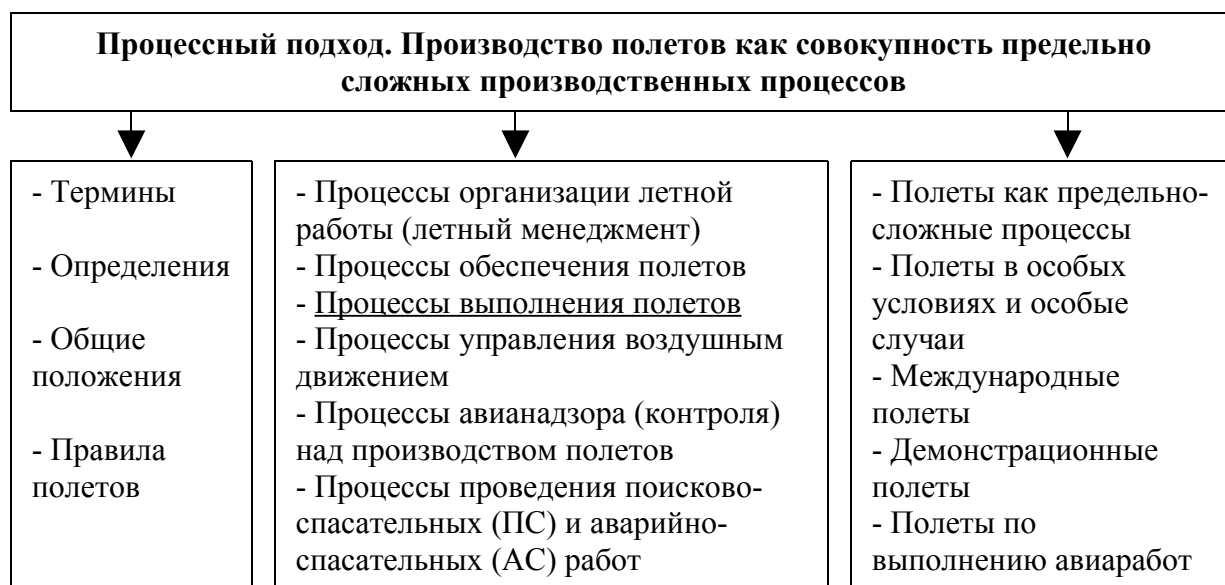 Процессный подход. Производство полетов как совокупность предельно
сложных производственных процессов
- Термины
- Определения
- Общие
положения
- Правила
полетов
- Процессы организации летной
работы (летный менеджмент)
- Процессы обеспечения полетов
- Процессы выполнения полетов
- Процессы управления воздушным
движением
- Процессы авианадзора (контроля)
над производством полетов
- Процессы проведения поисково-
спасательных (ПС) и аварийно-
спасательных (АС) работ
- Полеты как предельно-
сложные процессы
- Полеты в особых
условиях и особые
случаи
- Международные
полеты
- Демонстрационные
полеты
- Полеты по
выполнению авиаработ